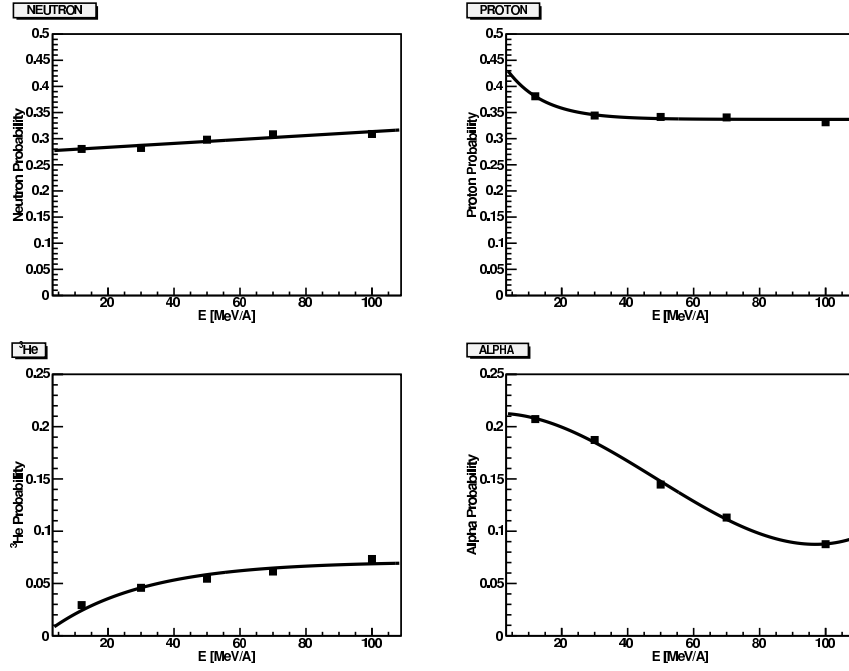 NEUTRON
Neutron Probability
0.5
0.45
0.4
0.35
0.3
0.25
0.2
0.15
0.1
0.05
0
20 40 60 80 100
E [MeV/A]
PROTON
Proton Probability
0.5
0.45
0.4
0.35
0.3
0.25
0.2
0.15
0.1
0.05
0
20 40 60 80 100
E [MeV/A]
³He
³He Probability
0.25
0.2
0.15
0.1
0.05
0
20 40 60 80 100
E [MeV/A]
ALPHA
Alpha Probability
0.25
0.2
0.15
0.1
0.05
0
20 40 60 80 100
E [MeV/A]